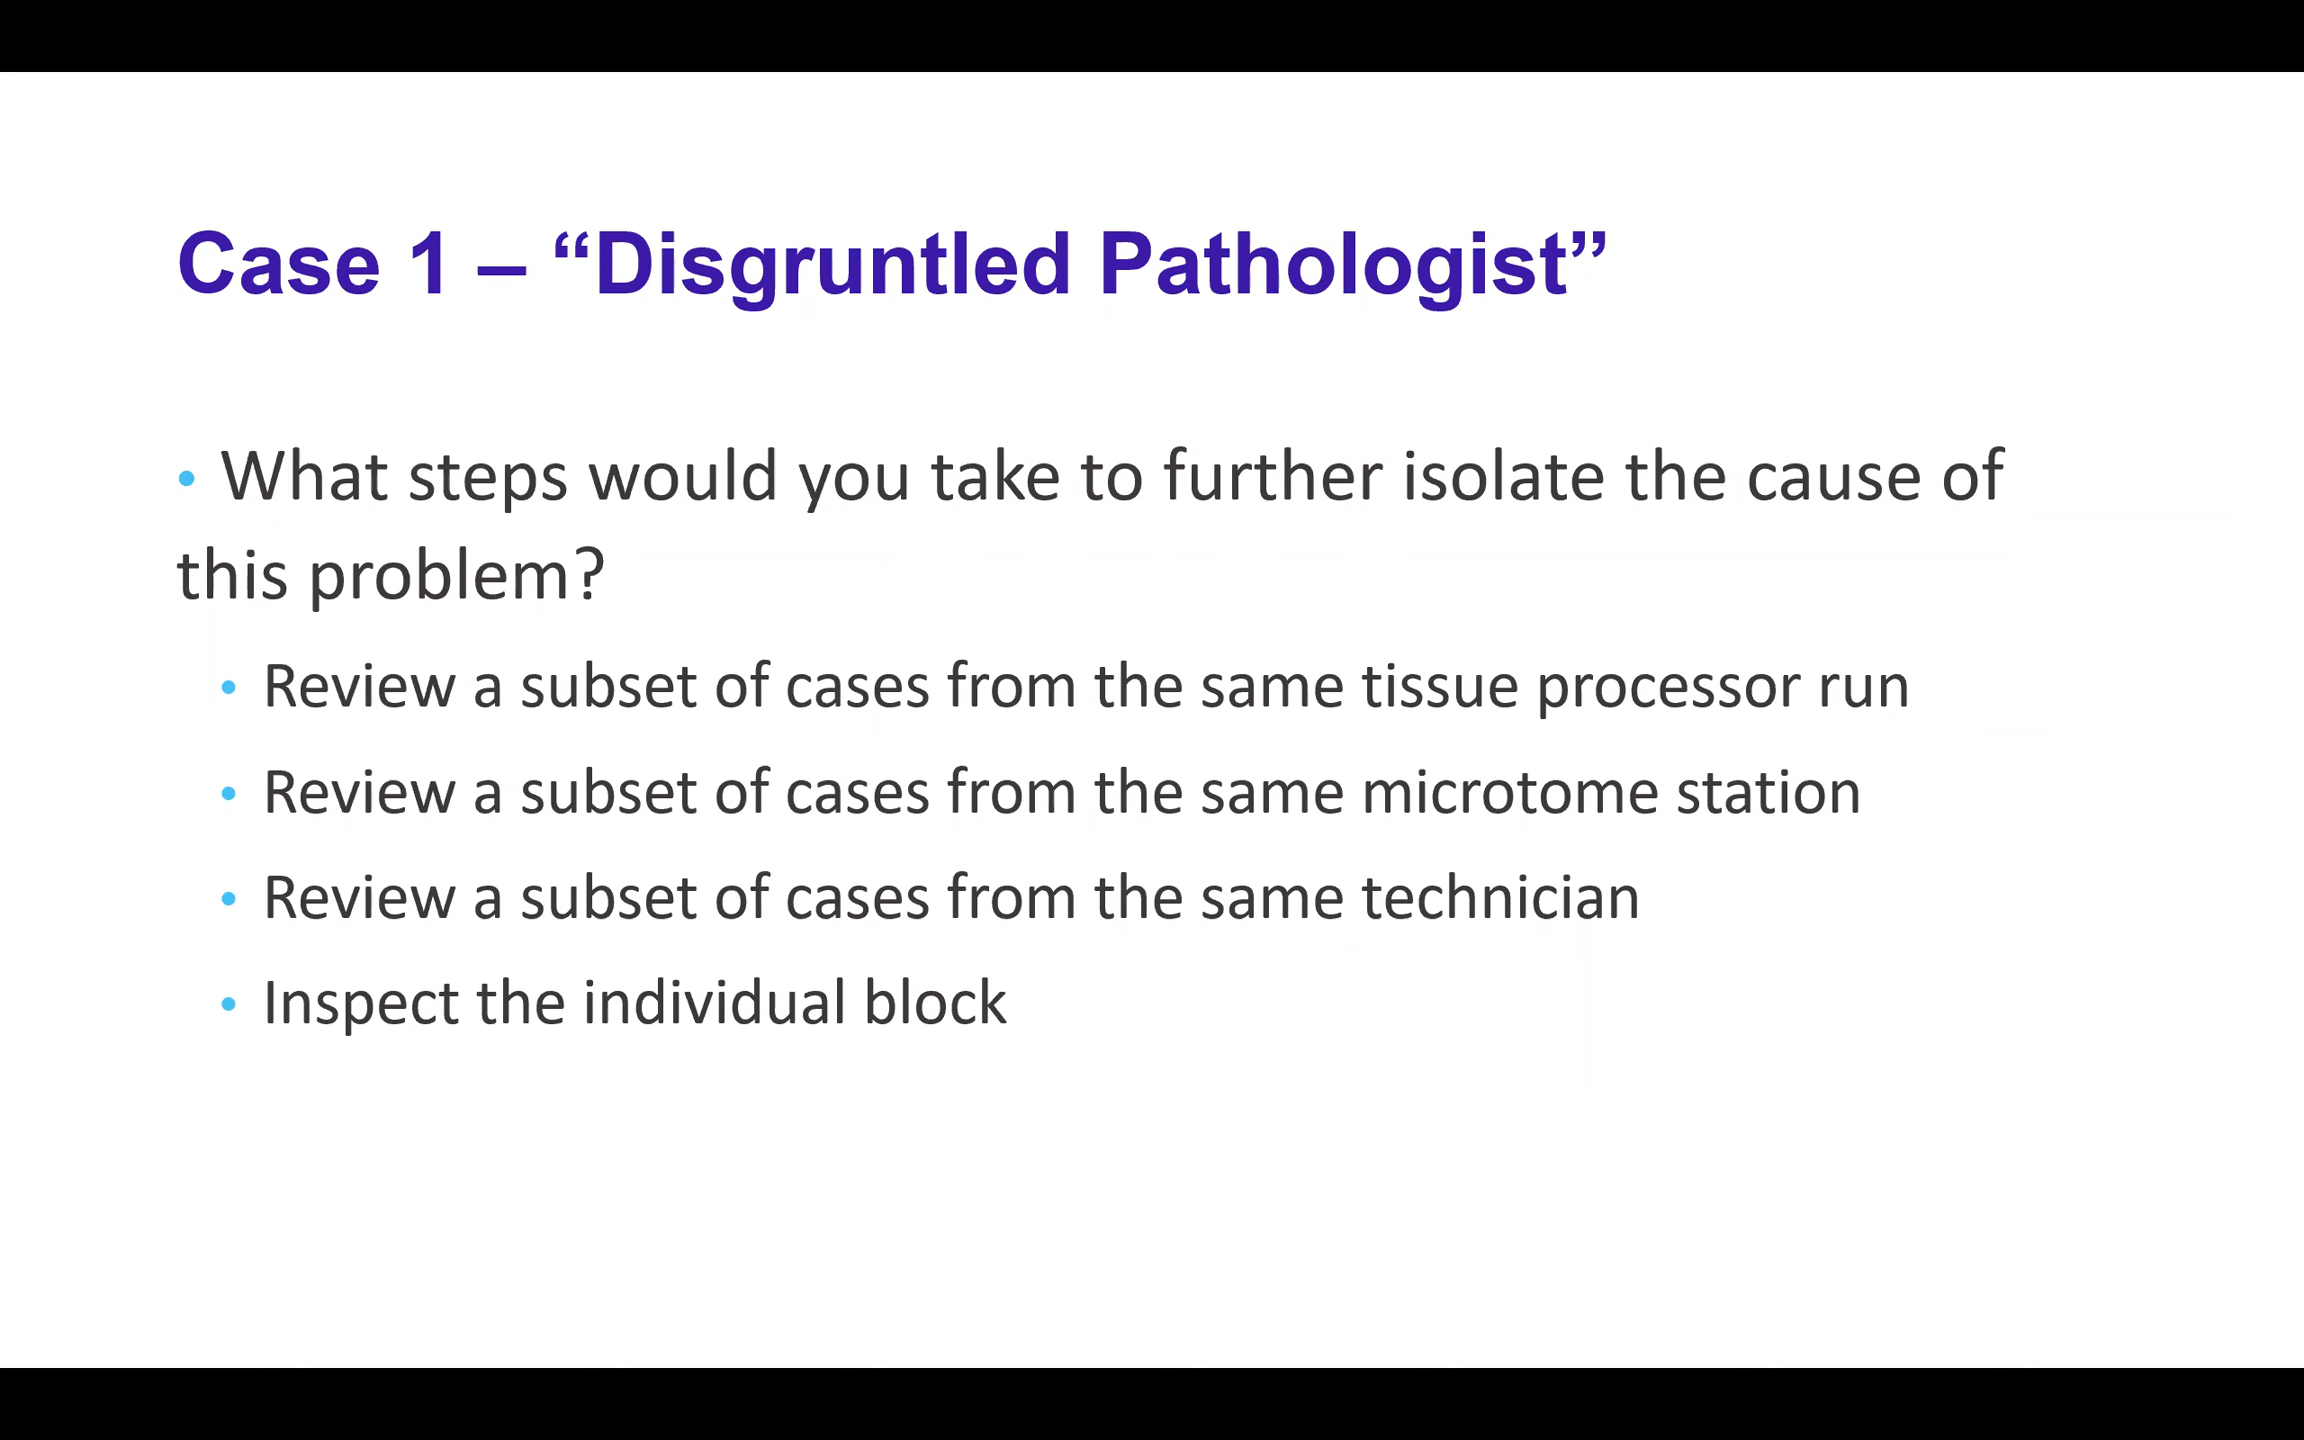 Case 1 – “Disgruntled Pathologist”
• What steps would you take to further isolate the cause of
this problem?
• Review a subset of cases from the same tissue processor run
• Review a subset of cases from the same microtome station
• Review a subset of cases from the same technician
• Inspect the individual block